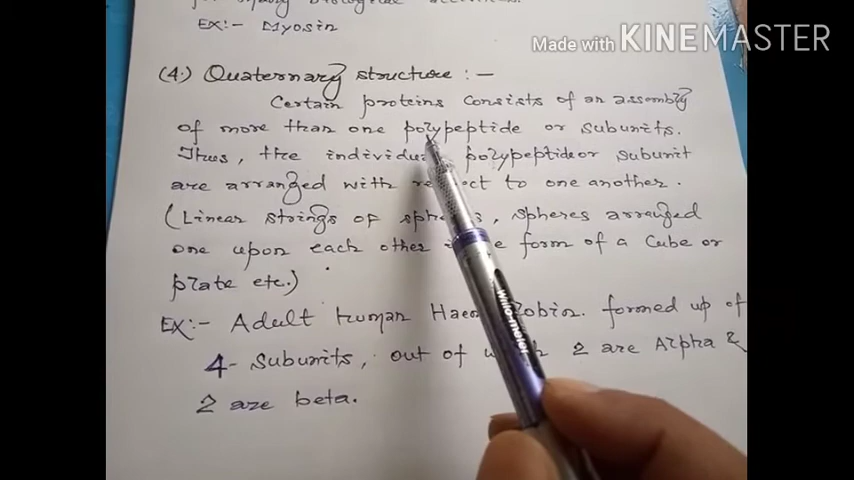 Ex:- Myosin
Made with KINEMASTER
(4.) Quaternary structure :-
Certain proteins consists of an assembly
of more than one polypeptide or subunits.
Thus, the polypeptide or subunit
are arranged with to one another.
(Linear strings of , spheres arranged
one upon each other form of a cube or
plate etc.)
Ex:- Adult Human formed up of
4- subunits, out of 2 are Alpha &
2 are beta.